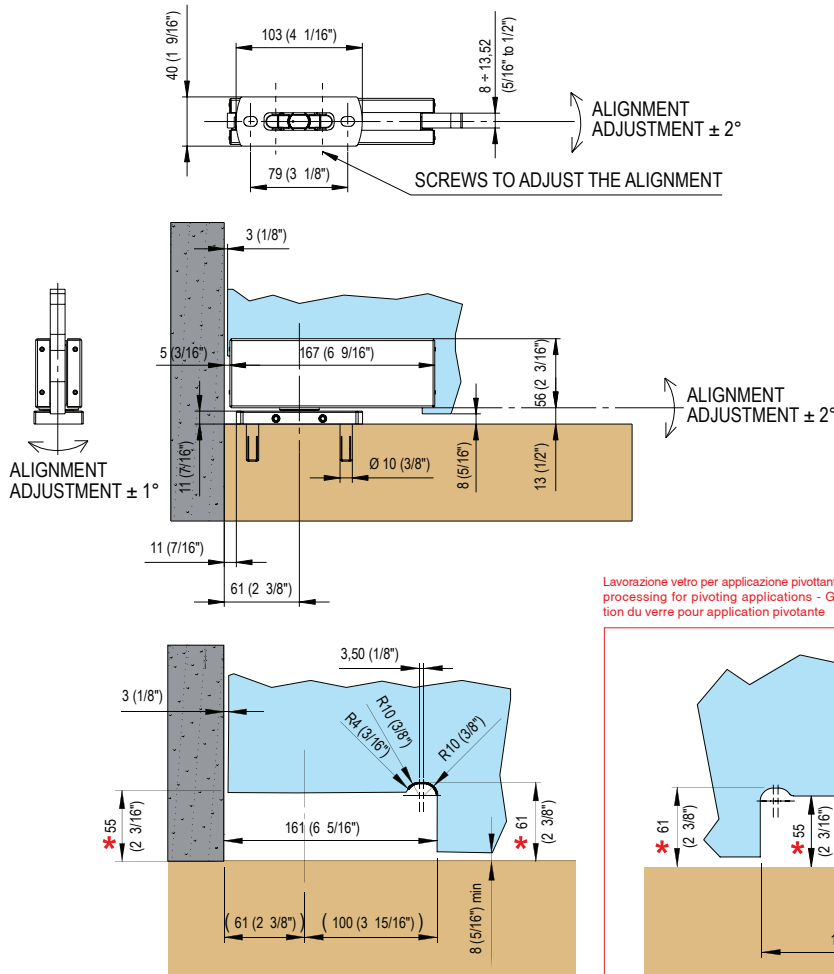 103 (4 1/16")
40 (1 9/16")
8 ÷ 13,52
(5/16" to 1/2")
ALIGNMENT
ADJUSTMENT ± 2°
79 (3 1/8")
SCREWS TO ADJUST THE ALIGNMENT
3 (1/8")
5 (3/16")
167 (6 9/16")
56 (2 3/16")
ALIGNMENT
ADJUSTMENT ± 2°
ALIGNMENT
ADJUSTMENT ± 1°
11 (7/16")
Ø 10 (3/8")
8 (5/16")
13 (1/2")
11 (7/16")
61 (2 3/8")
Lavorazione vetro per applicazione pivottant
processing for pivoting applications - G
tion du verre pour application pivotante
3,50 (1/8")
3 (1/8")
R10 (3/8")
R4 (3/16")
R10 (3/8")
* 55
(2 3/16")
161 (6 5/16")
* 61
(2 3/8")
* 61
(2 3/8")
* 55
(2 3/16")
( 61 (2 3/8") )
( 100 (3 15/16") )
8 (5/16") min
1